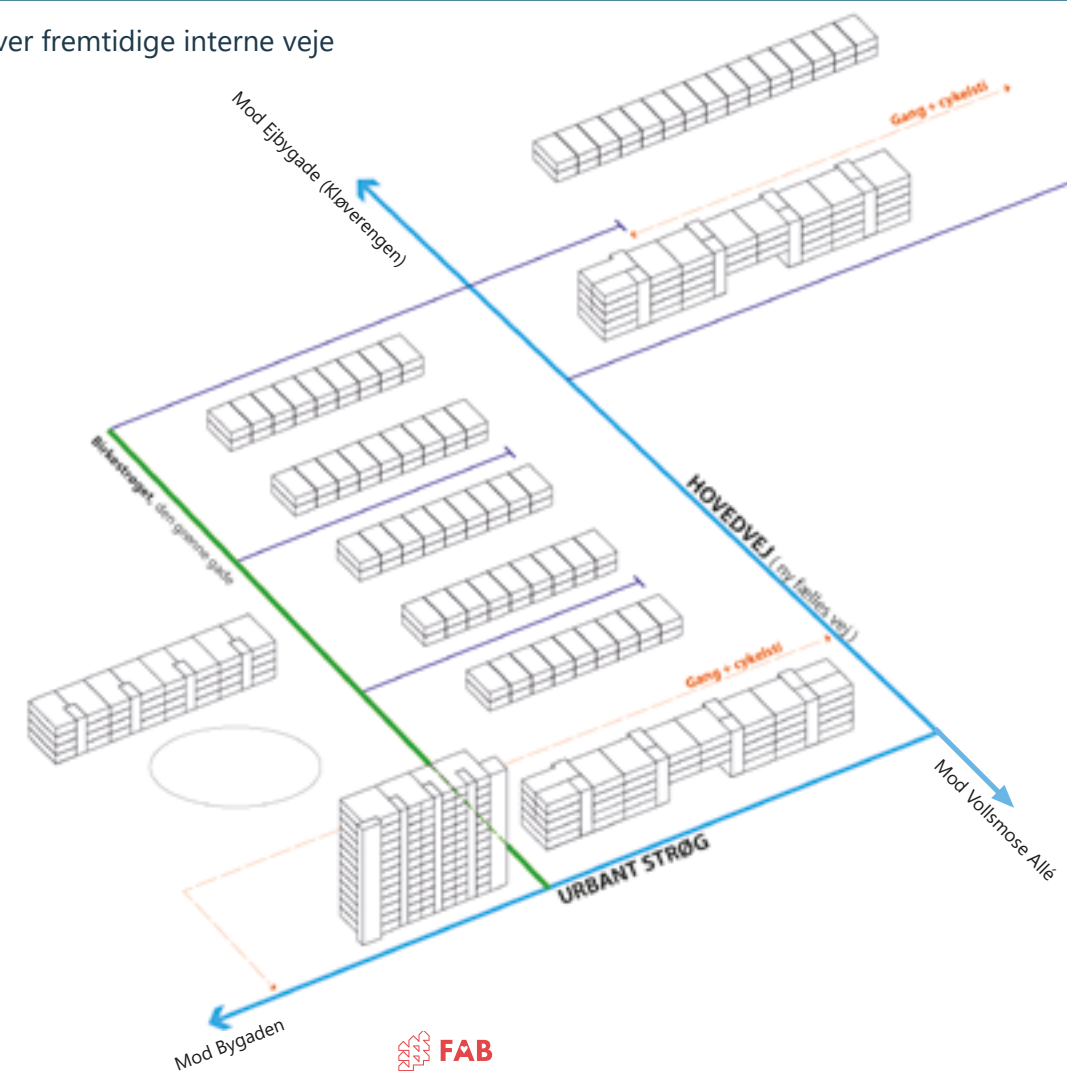 ver fremtidige interne veje
Mod Ejbygade (Kløverengen)
Gang + cykelsti
Birkestrøget, den grønne gade
HOVEDVEJ ( ny fælles vej )
Gang + cykelsti
Mod Vollsmose Allé
URBANT STRØG
Mod Bygaden
FAB